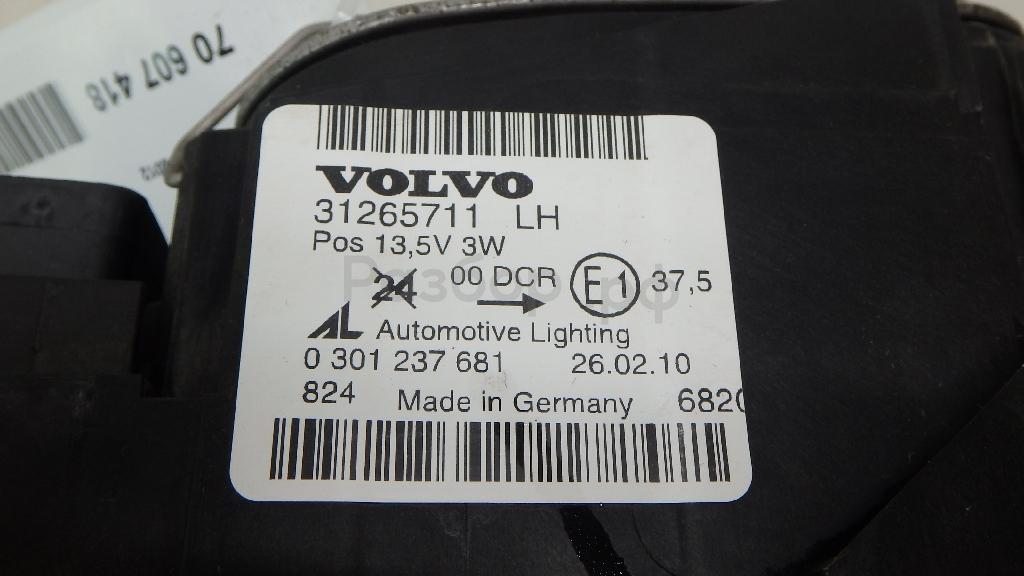 70 607 418
VOLVO
31265711 LH
Pos 13,5V 3W
24 00 DCR E1 37,5
AL Automotive Lighting
0 301 237 681 26.02.10
824 Made in Germany 6820